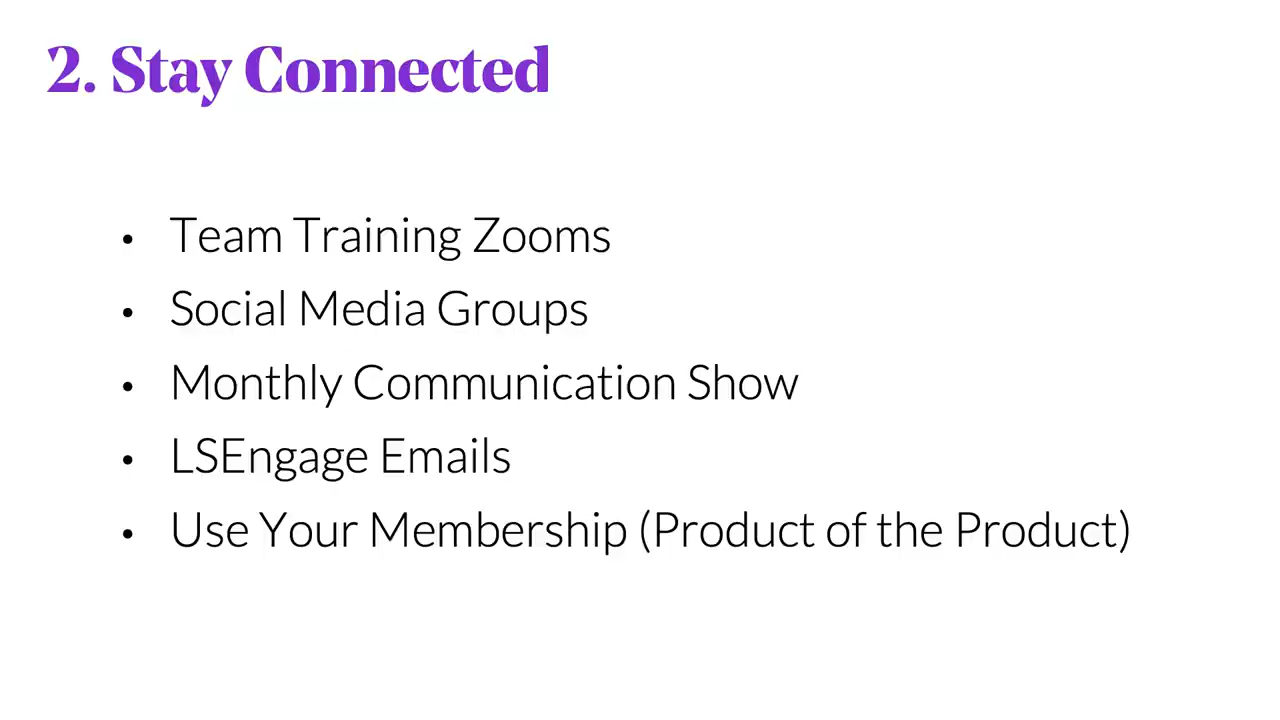 2. Stay Connected
• Team Training Zooms
• Social Media Groups
• Monthly Communication Show
• LSEngage Emails
• Use Your Membership (Product of the Product)